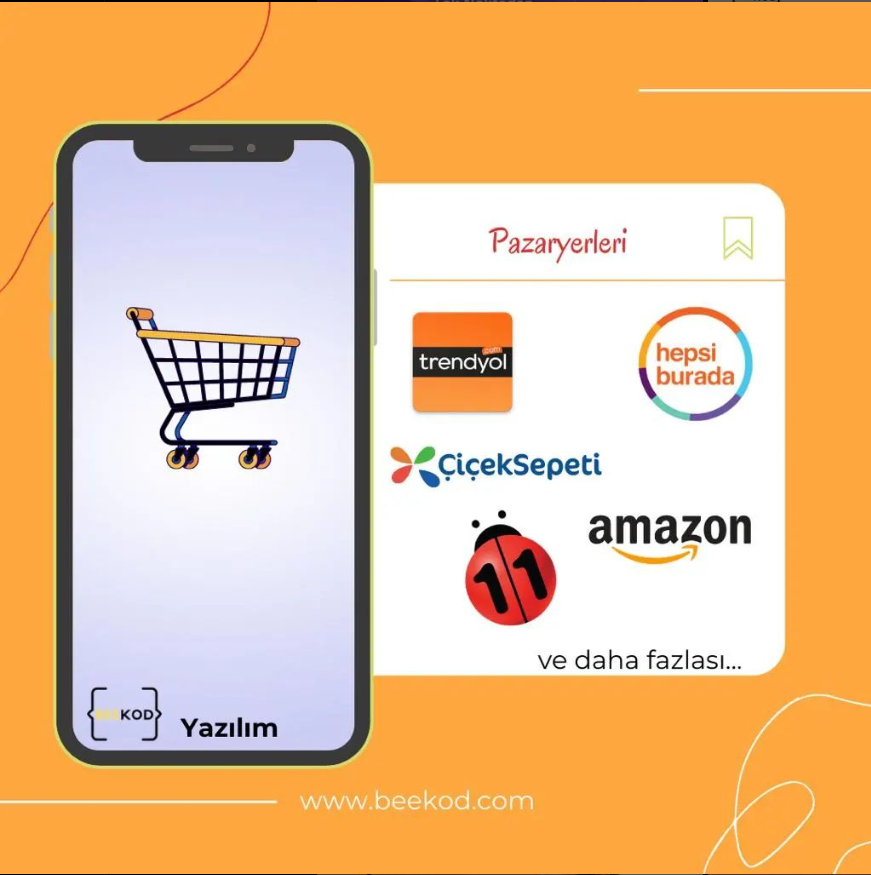 Pazaryerleri
.com
trendyol
hepsi
burada
ÇiçekSepeti
amazon
11
ve daha fazlası...
BEEKOD
Yazılım
www.beekod.com